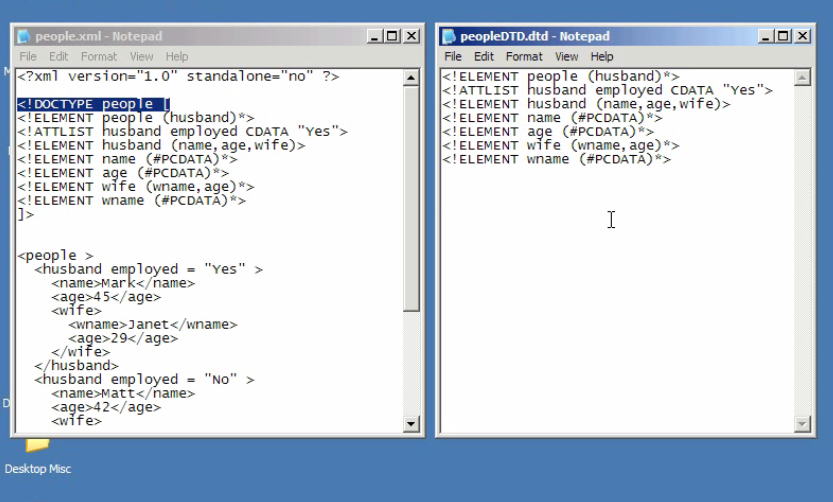 people.xml - Notepad
File Edit Format View Help
<?xml version="1.0" standalone="no" ?>
<!DOCTYPE people [
<!ELEMENT people (husband)*>
<!ATTLIST husband employed CDATA "Yes">
<!ELEMENT husband (name,age,wife)>
<!ELEMENT name (#PCDATA)*>
<!ELEMENT age (#PCDATA)*>
<!ELEMENT wife (wname,age)*>
<!ELEMENT wname (#PCDATA)*>
]>
<people >
<husband employed = "Yes" >
<name>Mark</name>
<age>45</age>
<wife>
<wname>Janet</wname>
<age>29</age>
</wife>
</husband>
<husband employed = "No" >
<name>Matt</name>
<age>42</age>
<wife>
peopleDTD.dtd - Notepad
File Edit Format View Help
<!ELEMENT people (husband)*>
<!ATTLIST husband employed CDATA "Yes">
<!ELEMENT husband (name,age,wife)>
<!ELEMENT name (#PCDATA)*>
<!ELEMENT age (#PCDATA)*>
<!ELEMENT wife (wname,age)*>
<!ELEMENT wname (#PCDATA)*>
Desktop Misc